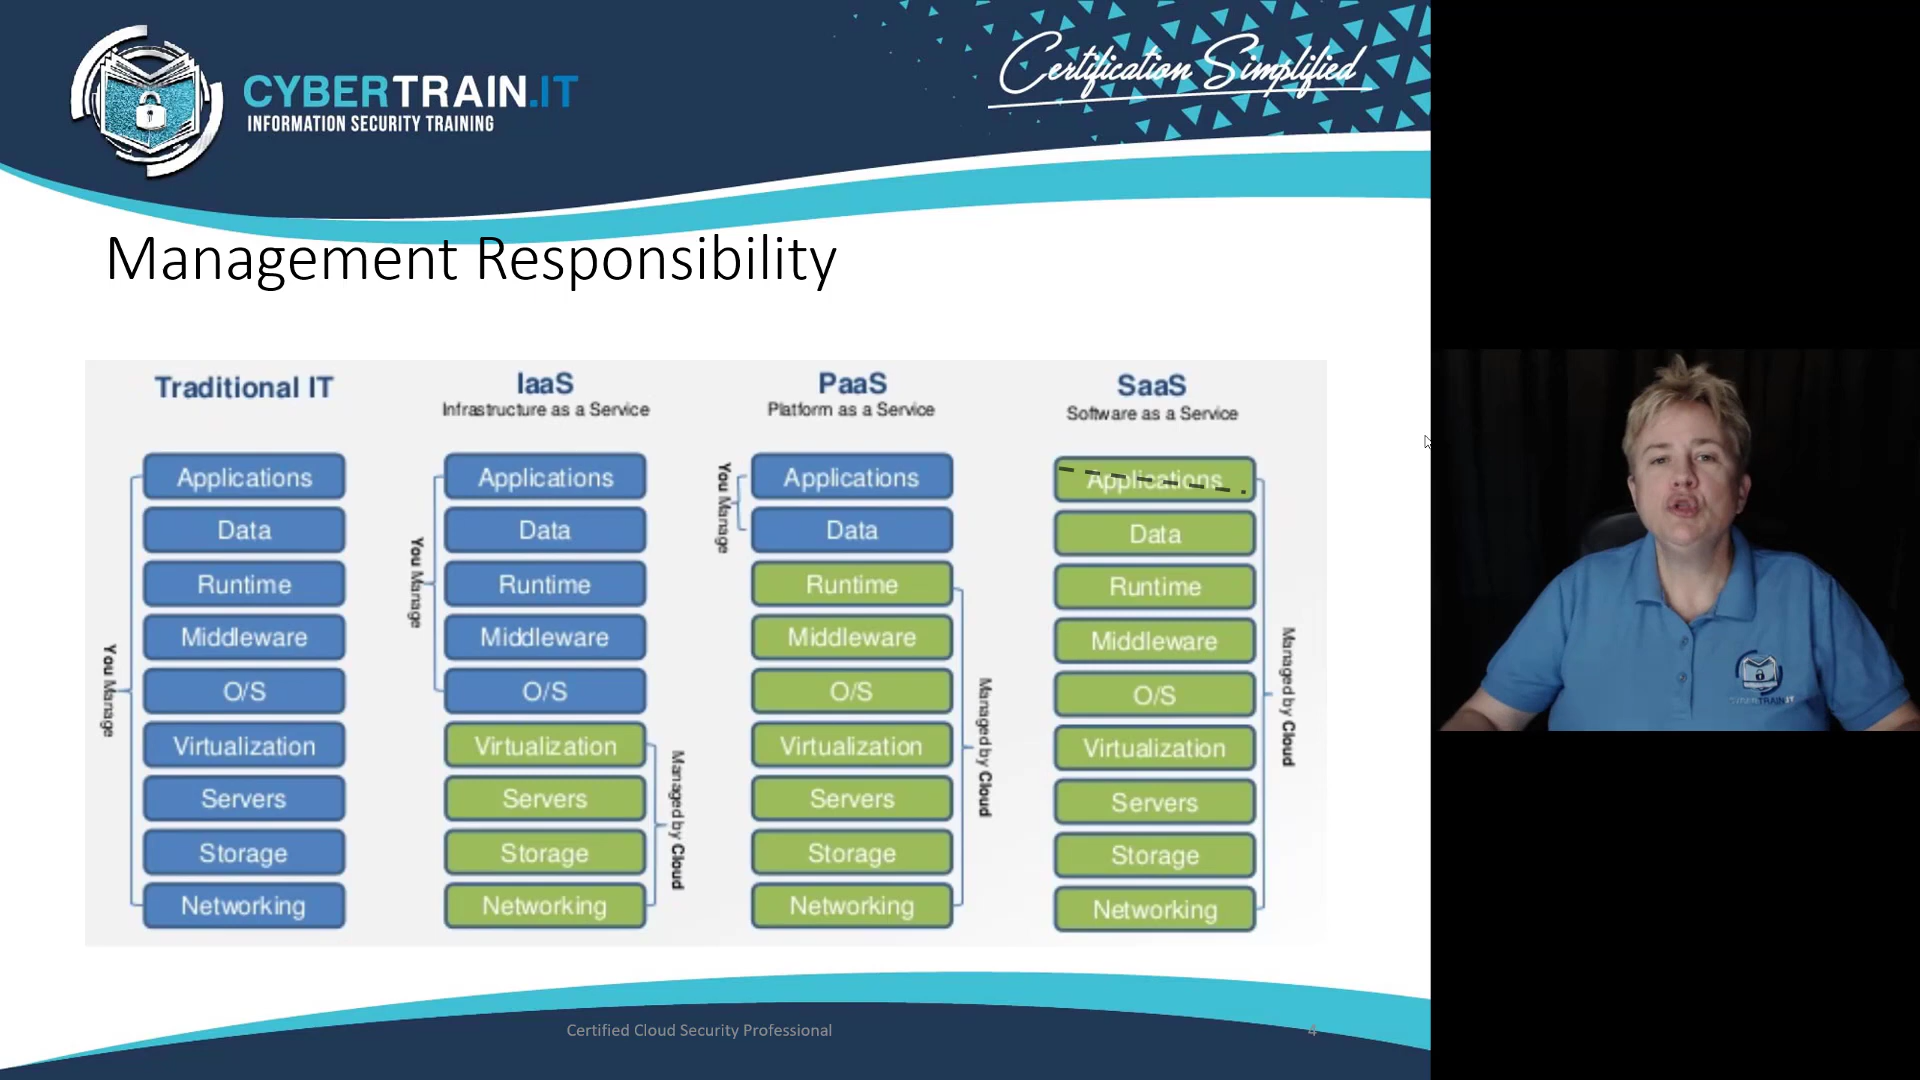 CYBERTRAIN.IT
INFORMATION SECURITY TRAINING
Certification Simplified
Management Responsibility
Traditional IT
You Manage
Applications
Data
Runtime
Middleware
O/S
Virtualization
Servers
Storage
Networking
IaaS
Infrastructure as a Service
You Manage
Applications
Data
Runtime
Middleware
O/S
Virtualization
Servers
Storage
Networking
Managed by Cloud
PaaS
Platform as a Service
You Manage
Applications
Data
Runtime
Middleware
O/S
Virtualization
Servers
Storage
Networking
Managed by Cloud
SaaS
Software as a Service
Applications
Data
Runtime
Middleware
O/S
Virtualization
Servers
Storage
Networking
Managed by Cloud
Certified Cloud Security Professional
4
CYBERTRAIN.IT